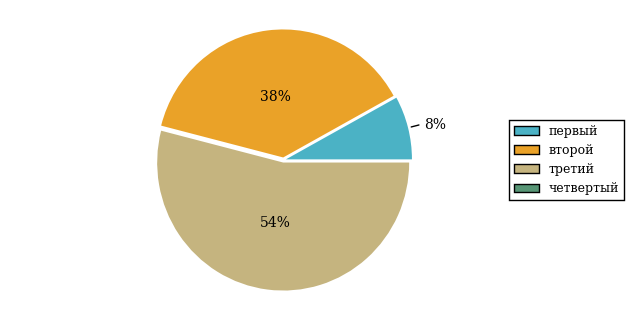 38%
8%
54%
первый
второй
третий
четвертый